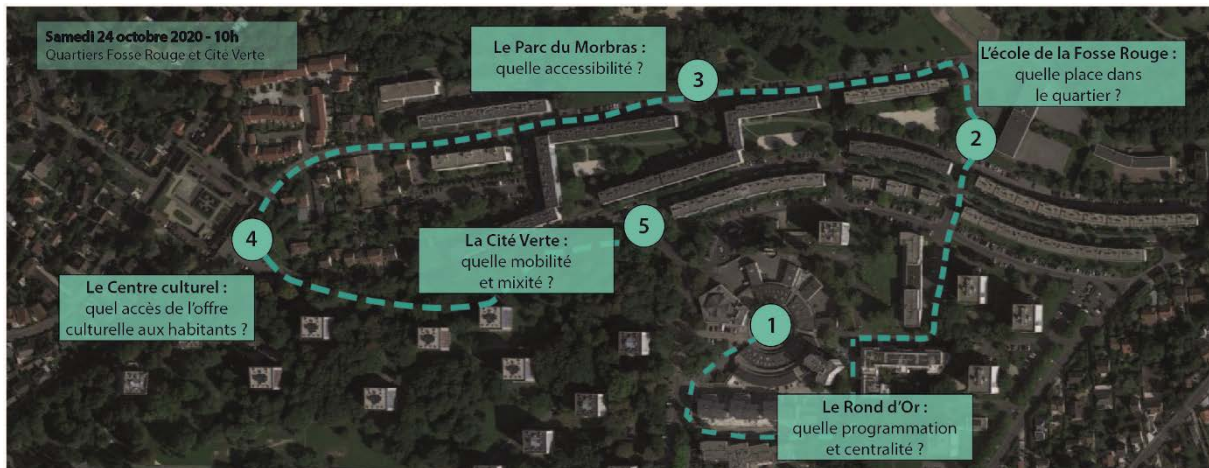 Samedi 24 octobre 2020 - 10h
Quartiers Fosse Rouge et Cité Verte
Le Parc du Morbras :
quelle accessibilité ?
3
L'école de la Fosse Rouge :
quelle place dans
le quartier ?
2
4
5
La Cité Verte :
quelle mobilité
et mixité ?
Le Centre culturel :
quel accès de l'offre
culturelle aux habitants ?
1
Le Rond d'Or :
quelle programmation
et centralité ?